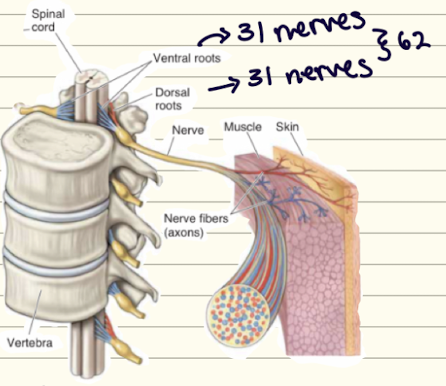 Spinal
cord
→ 31 nerves
Ventral roots
} 62
→ 31 nerves
Dorsal
roots
Nerve
Muscle
Skin
Nerve fibers
(axons)
Vertebra